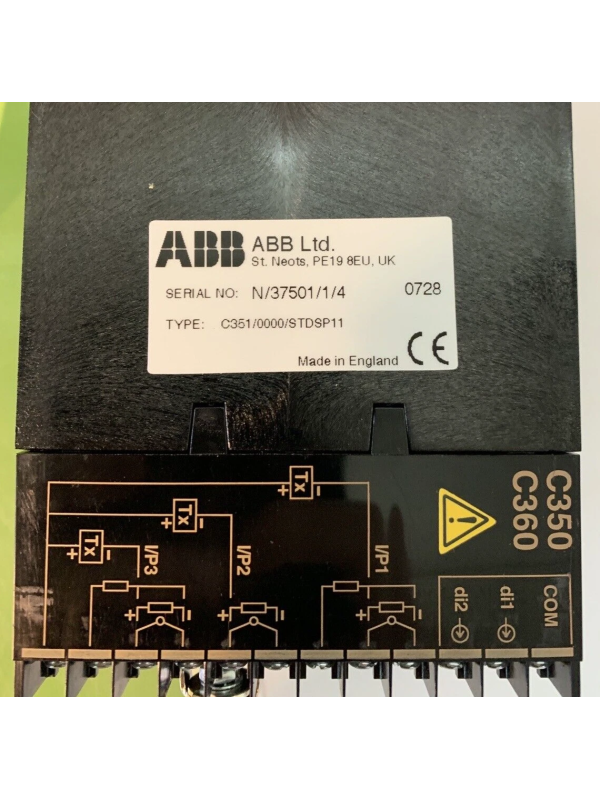 ABB
ABB Ltd.
St. Neots, PE19 8EU, UK
SERIAL NO: N/37501/1/4 0728
TYPE: C351/0000/STDSP11
Made in England CE
C350
C360
Tx
+ -
Tx
+ -
Tx
+ -
I/P3
I/P2
I/P1
di2
di1
COM
+ -
+ -
+ -